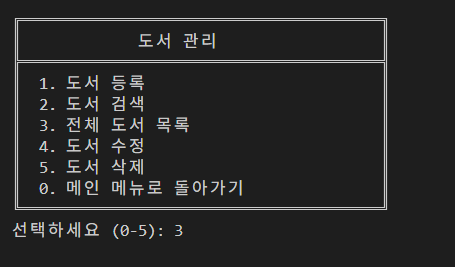 도서 관리
1. 도서 등록
2. 도서 검색
3. 전체 도서 목록
4. 도서 수정
5. 도서 삭제
0. 메인 메뉴로 돌아가기
선택하세요 (0-5): 3